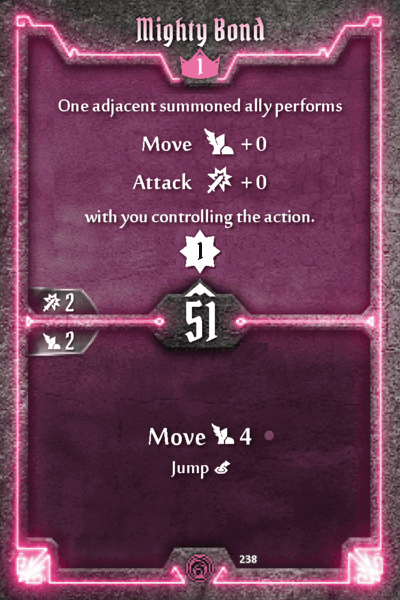 Mighty Bond
1
One adjacent summoned ally performs
Move +0
Attack +0
with you controlling the action.
1
2
51
2
Move 4
Jump
238